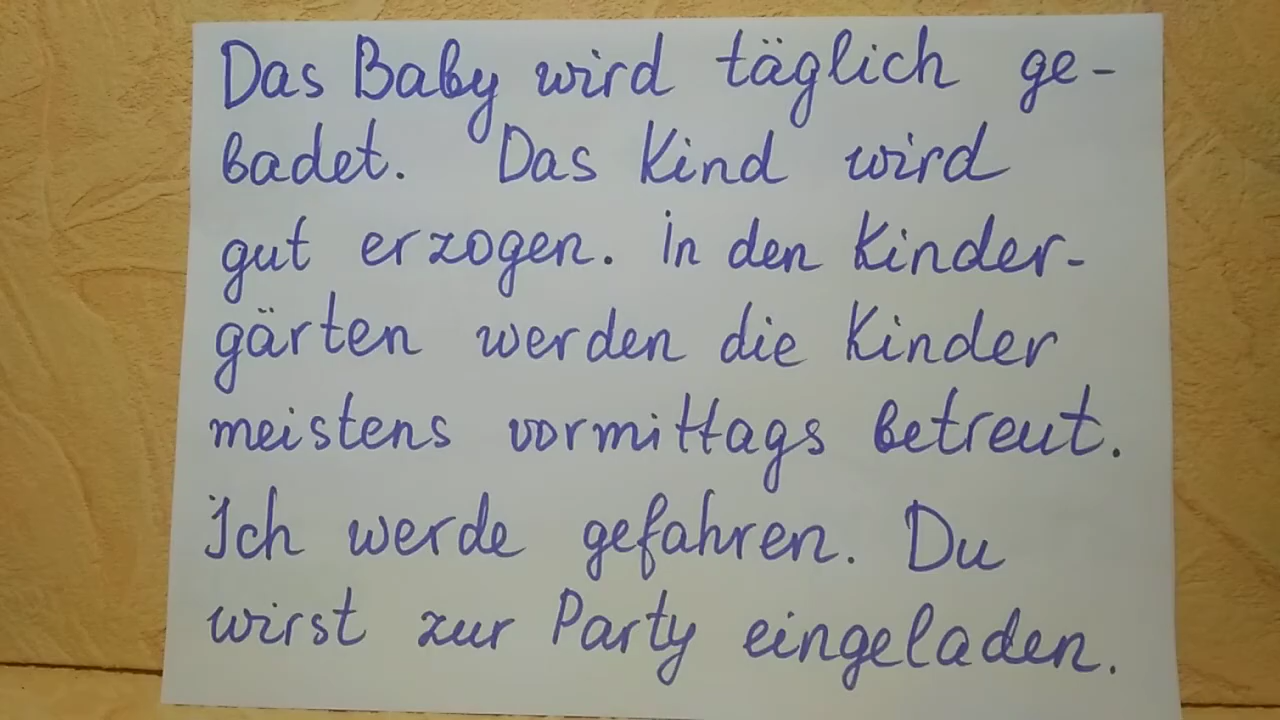 Das Baby wird täglich ge-
badet. Das Kind wird
gut erzogen. In den Kinder-
gärten werden die Kinder
meistens vormittags betreut.
Ich werde gefahren. Du
wirst zur Party eingeladen.